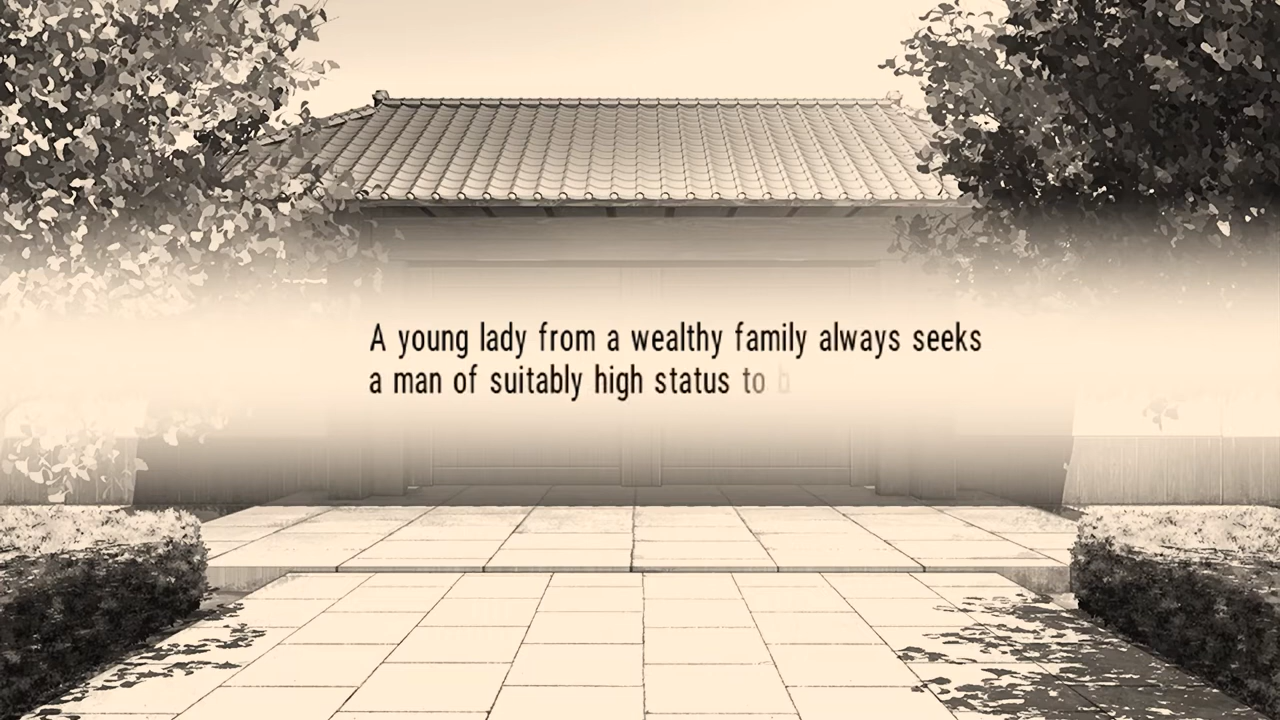 A young lady from a wealthy family always seeks
a man of suitably high status to b